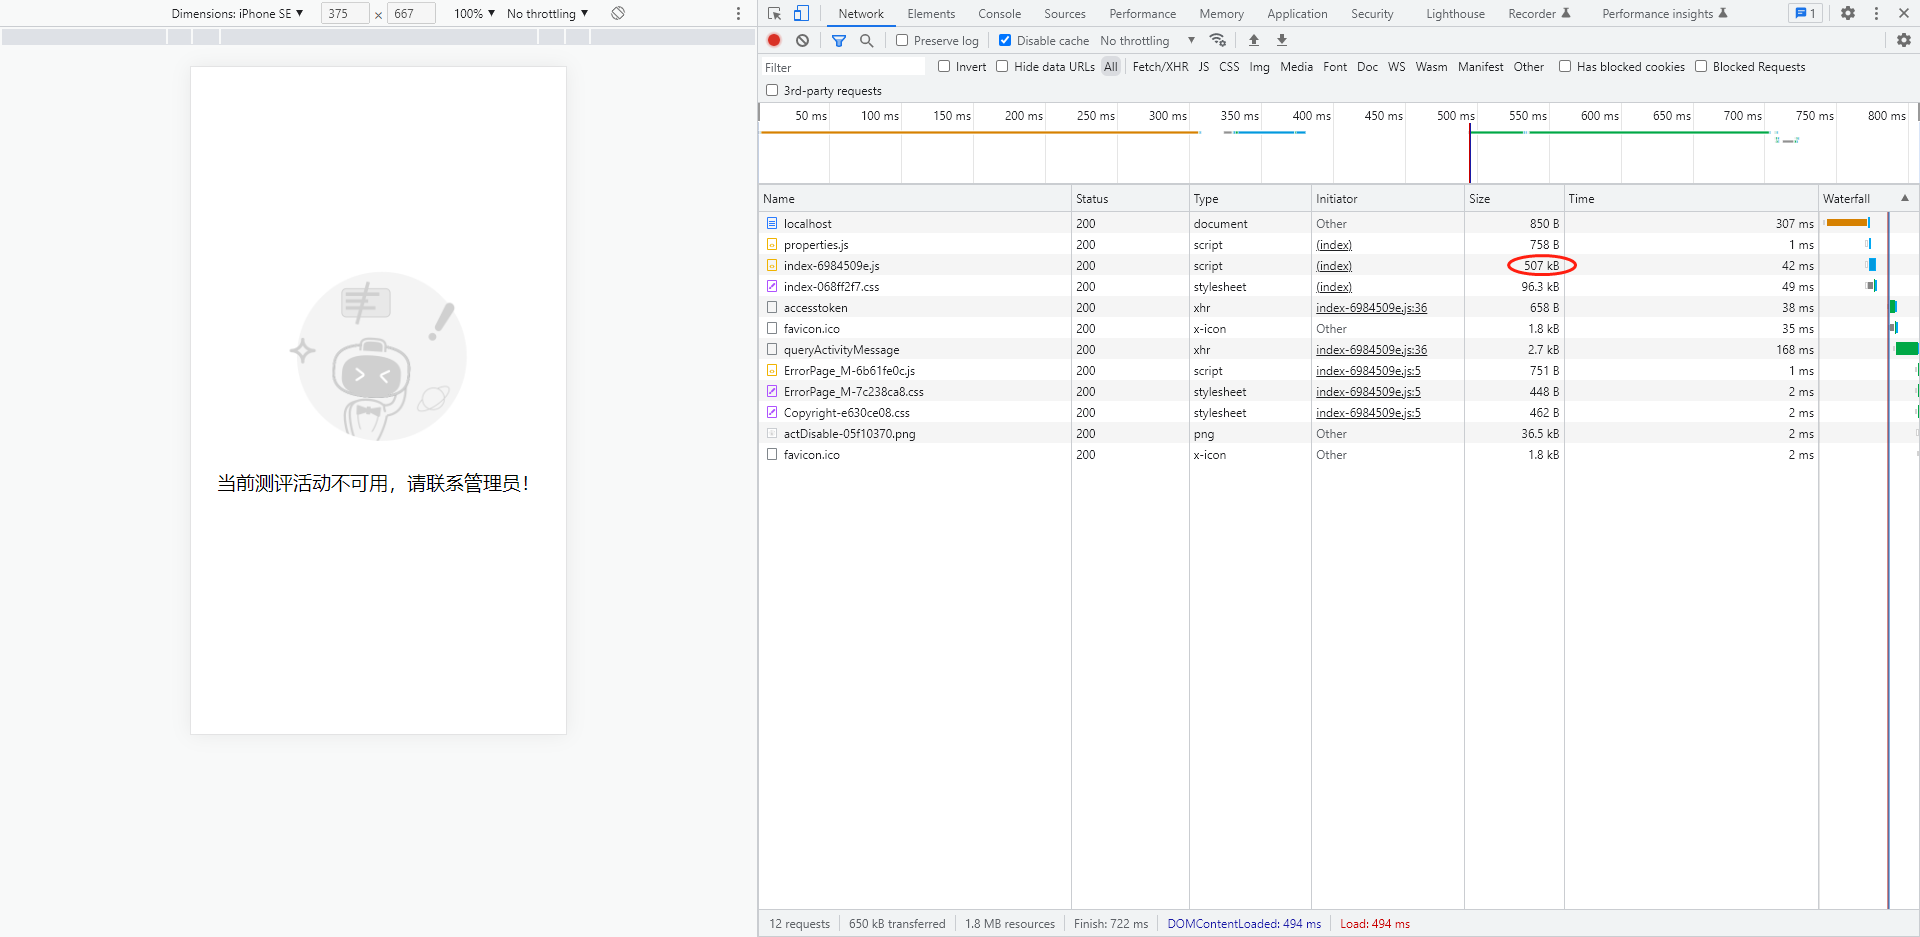 Dimensions: iPhone SE ▼ 375 × 667 100% ▼ No throttling ▼
当前测评活动不可用，请联系管理员！
Network Elements Console Sources Performance Memory Application Security Lighthouse Recorder Performance insights 1
Preserve log Disable cache No throttling ▼
Filter Invert Hide data URLs All Fetch/XHR JS CSS Img Media Font Doc WS Wasm Manifest Other Has blocked cookies Blocked Requests
3rd-party requests
50 ms 100 ms 150 ms 200 ms 250 ms 300 ms 350 ms 400 ms 450 ms 500 ms 550 ms 600 ms 650 ms 700 ms 750 ms 800 ms
Name Status Type Initiator Size Time Waterfall ▲
localhost 200 document Other 850 B 307 ms
properties.js 200 script (index) 758 B 1 ms
index-6984509e.js 200 script (index) 507 kB 42 ms
index-068ff2f7.css 200 stylesheet (index) 96.3 kB 49 ms
accesstoken 200 xhr index-6984509e.js:36 658 B 38 ms
favicon.ico 200 x-icon Other 1.8 kB 35 ms
queryActivityMessage 200 xhr index-6984509e.js:36 2.7 kB 168 ms
ErrorPage_M-6b61fe0c.js 200 script index-6984509e.js:5 751 B 1 ms
ErrorPage_M-7c238ca8.css 200 stylesheet index-6984509e.js:5 448 B 2 ms
Copyright-e630ce08.css 200 stylesheet index-6984509e.js:5 462 B 2 ms
actDisable-05f10370.png 200 png Other 36.5 kB 2 ms
favicon.ico 200 x-icon Other 1.8 kB 2 ms
12 requests 650 kB transferred 1.8 MB resources Finish: 722 ms DOMContentLoaded: 494 ms Load: 494 ms